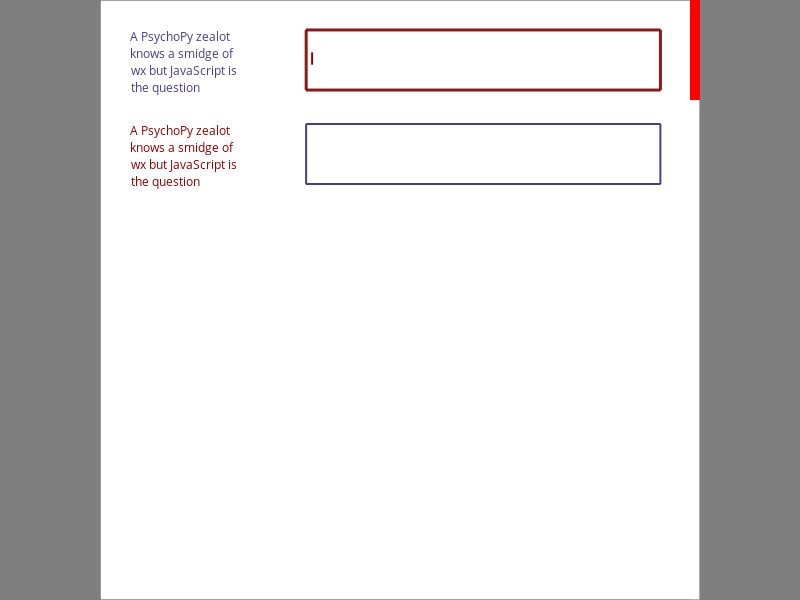 A PsychoPy zealot
knows a smidge of
wx but JavaScript is
the question
A PsychoPy zealot
knows a smidge of
wx but JavaScript is
the question